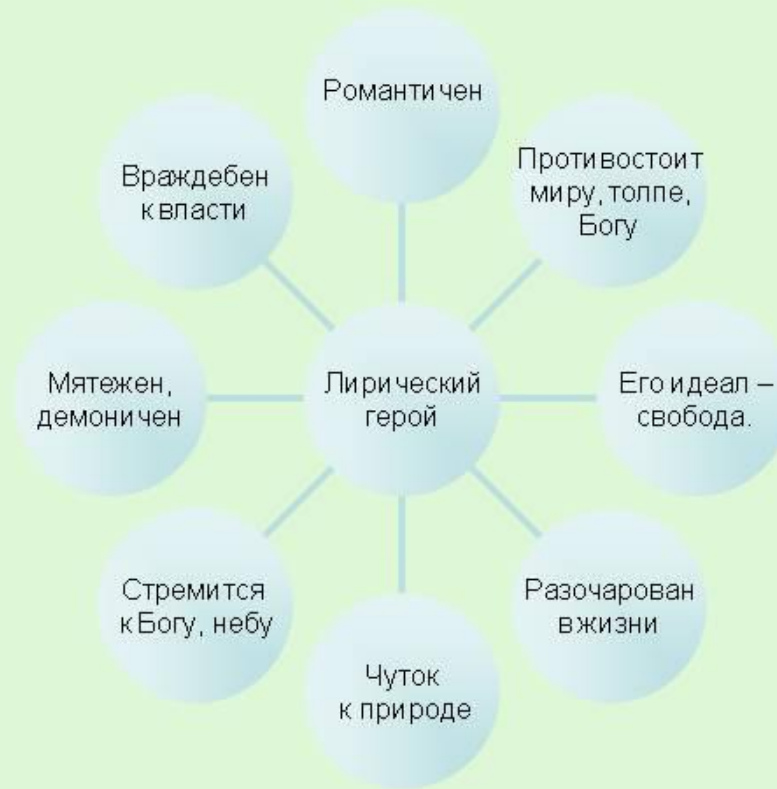 Романтичен
Противостоит
миру, толпе,
Богу
Его идеал –
свобода.
Разочарован
в жизни
Чуток
к природе
Стремится
к Богу, небу
Мятежен,
демоничен
Враждебен
к власти
Лирический
герой